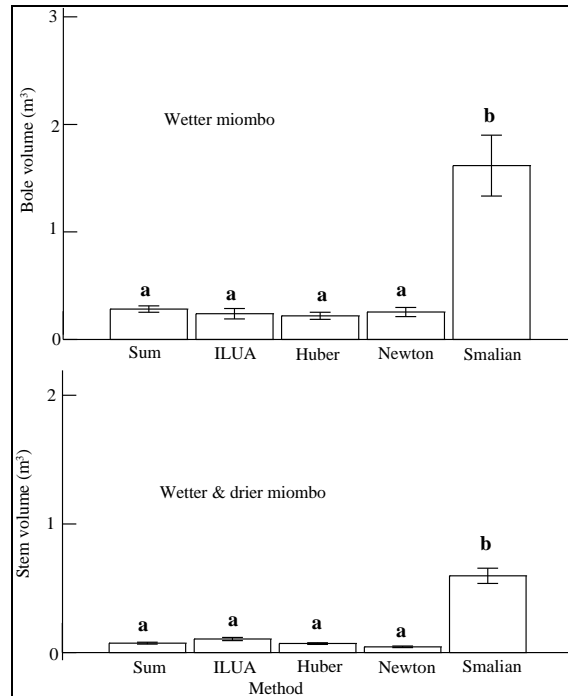 3
b
Wetter miombo
2
Bole volume (m³)
1
a a a a
0
Sum ILUA Huber Newton Smalian
2
Wetter & drier miombo
Stem volume (m³)
1
b
a a a a
0
Sum ILUA Huber Newton Smalian
Method